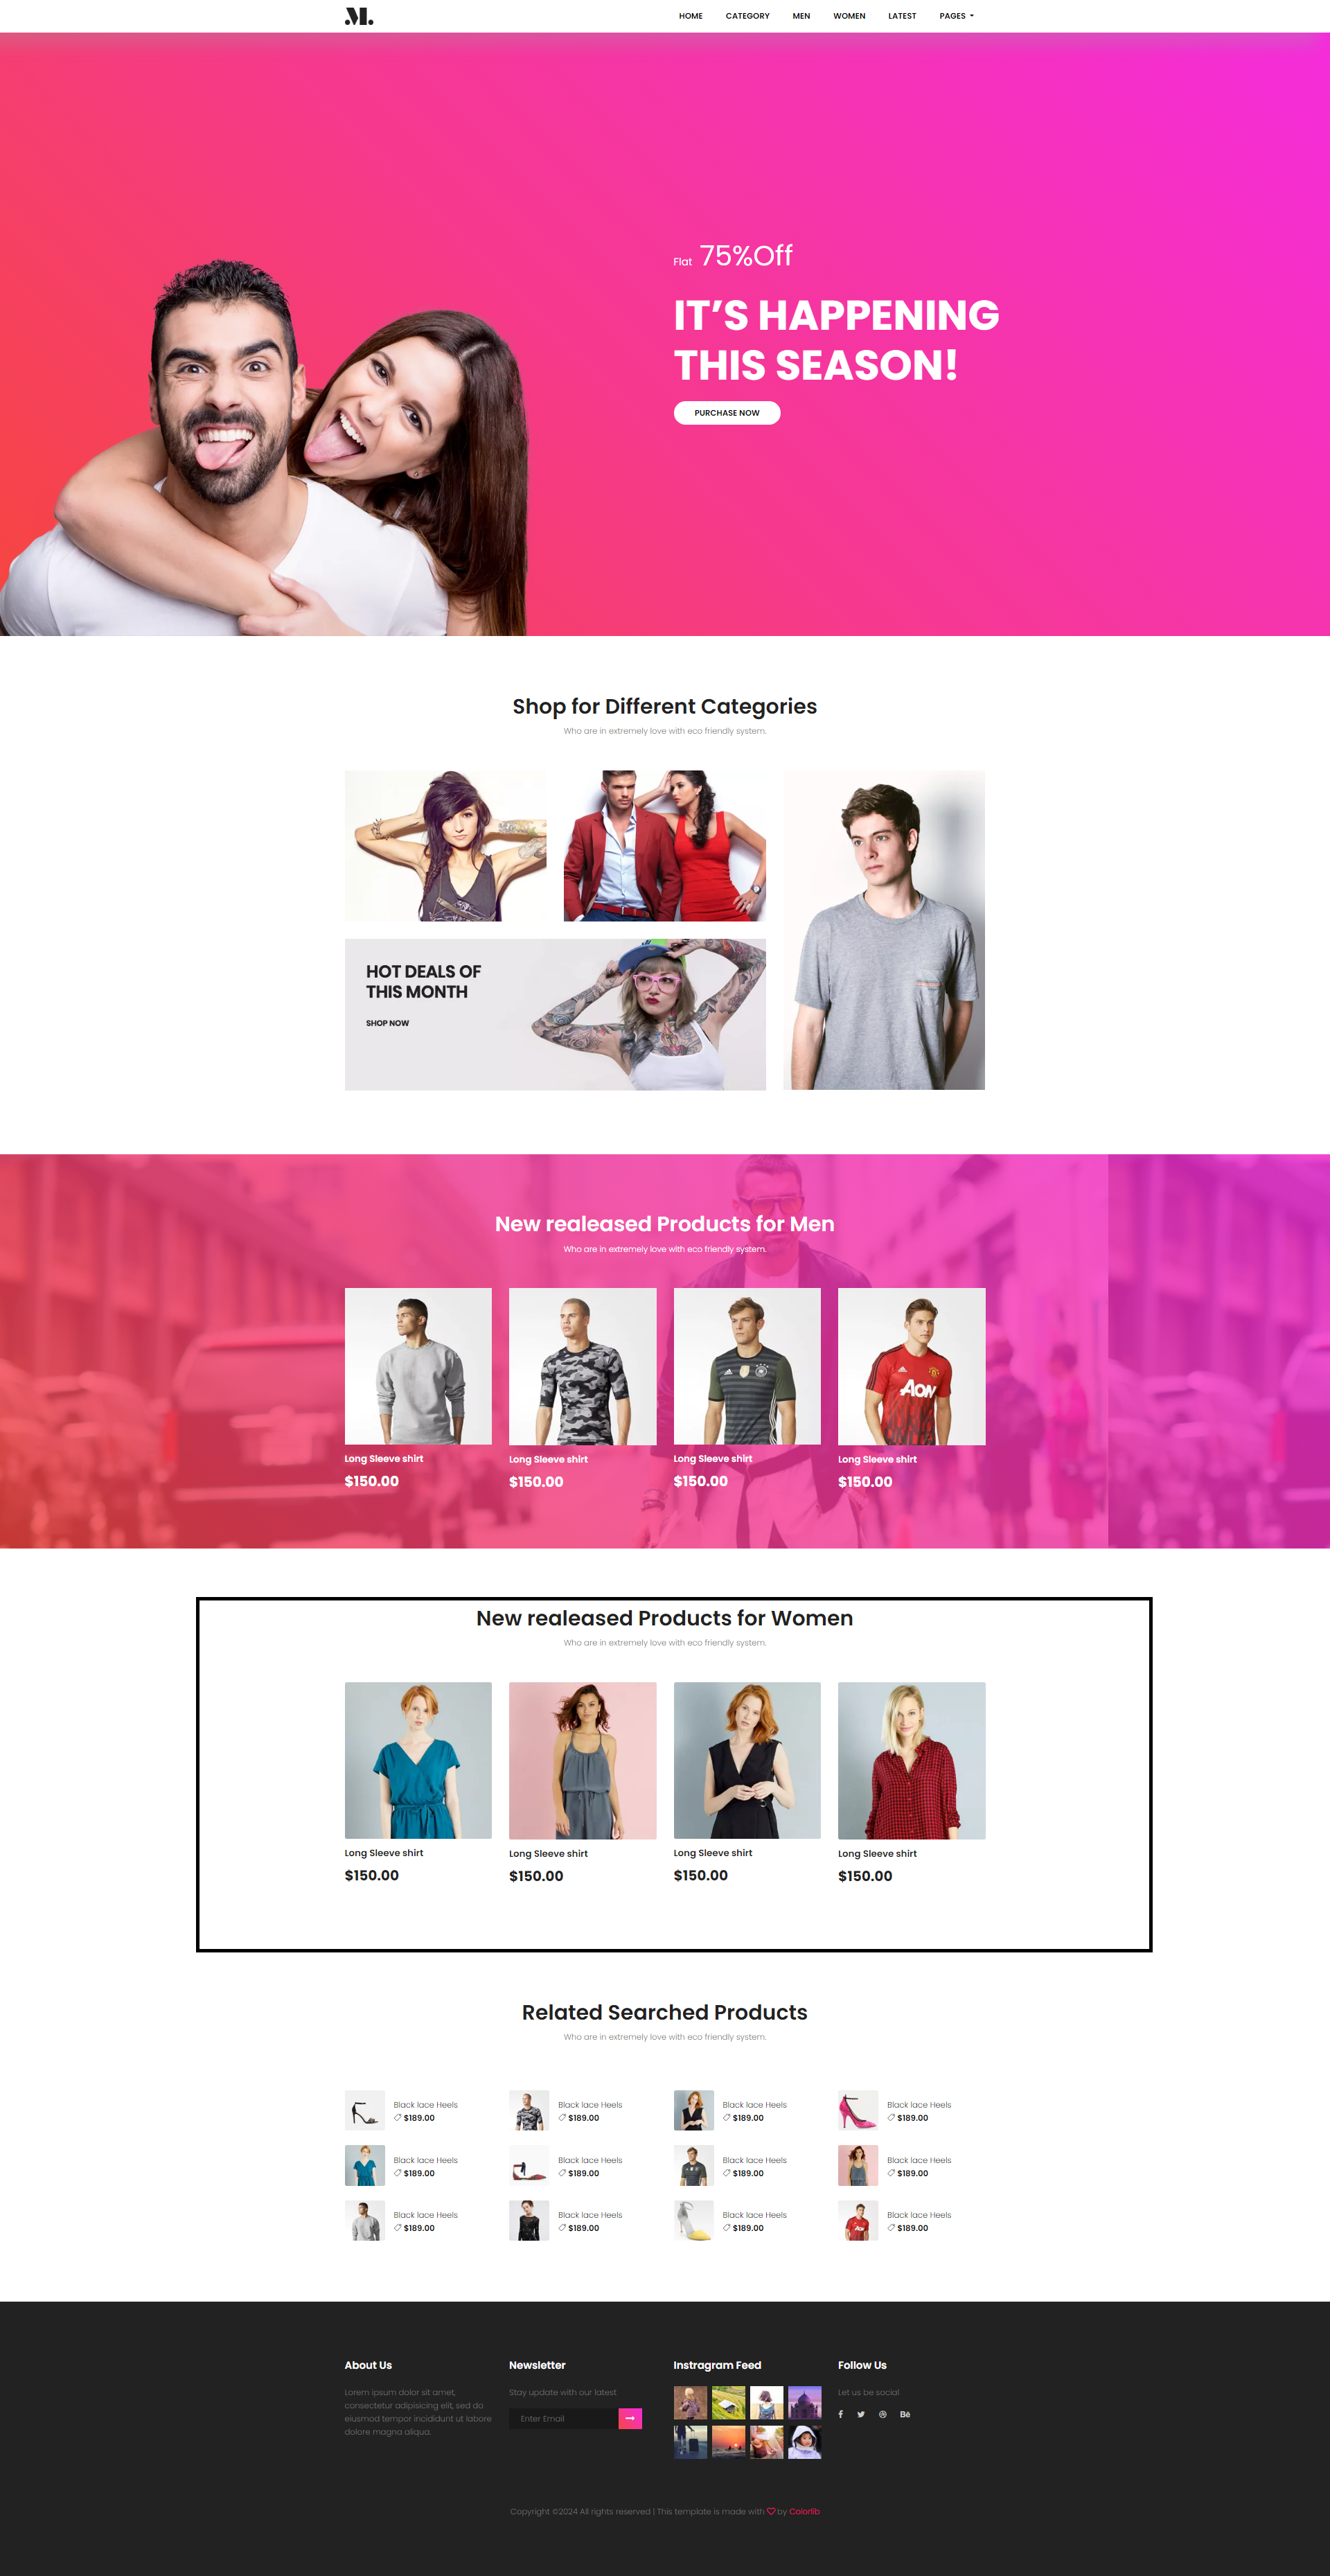 M.
HOME CATEGORY MEN WOMEN LATEST PAGES
Flat 75%Off
IT'S HAPPENING
THIS SEASON!
PURCHASE NOW
Shop for Different Categories
Who are in extremely love with eco friendly system.
HOT DEALS OF
THIS MONTH
SHOP NOW
New realeased Products for Men
Who are in extremely love with eco friendly system.
AON
Long Sleeve shirt Long Sleeve shirt Long Sleeve shirt Long Sleeve shirt
$150.00 $150.00 $150.00 $150.00
New realeased Products for Women
Who are in extremely love with eco friendly system.
Long Sleeve shirt Long Sleeve shirt Long Sleeve shirt Long Sleeve shirt
$150.00 $150.00 $150.00 $150.00
Related Searched Products
Who are in extremely love with eco friendly system.
Black lace Heels Black lace Heels Black lace Heels Black lace Heels
$189.00 $189.00 $189.00 $189.00
Black lace Heels Black lace Heels Black lace Heels Black lace Heels
$189.00 $189.00 $189.00 $189.00
Black lace Heels Black lace Heels Black lace Heels Black lace Heels
$189.00 $189.00 $189.00 $189.00
About Us
Lorem ipsum dolor sit amet,
consectetur adipisicing elit, sed do
eiusmod tempor incididunt ut labore
dolore magna aliqua.
Newsletter
Stay update with our latest
Enter Email
Instragram Feed
Follow Us
Let us be social
Bē
Copyright ©2024 All rights reserved | This template is made with by Colorlib